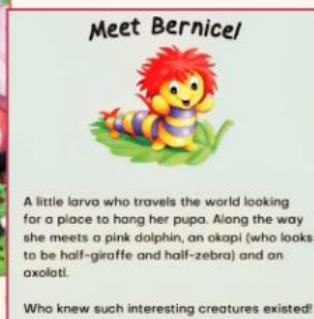 Meet Bernice!
A little larva who travels the world looking
for a place to hang her pupa. Along the way
she meets a pink dolphin, an okapi (who looks
to be half-giraffe and half-zebra) and an
axolotl.
Who knew such interesting creatures existed!